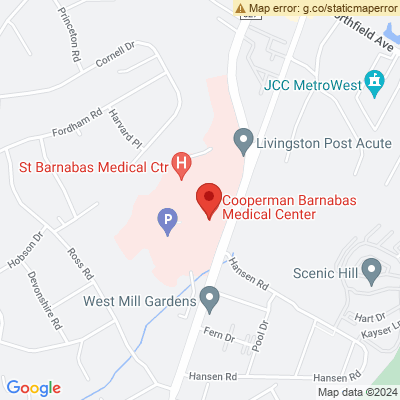 Map error: g.co/staticmaperror
Princeton Rd
Cornell Dr
Northfield Ave
JCC MetroWest
Harvard Pl
Fordham Rd
Livingston Post Acute
St Barnabas Medical Ctr
H
Cooperman Barnabas
Medical Center
P
Hobson Dr
Ross Rd
Devonshire Rd
Hansen Rd
Scenic Hill
West Mill Gardens
Hart Dr
Kayser L
Fern Dr
Pool Dr
Hansen Rd
Hansen Rd
Google
Map data ©2024